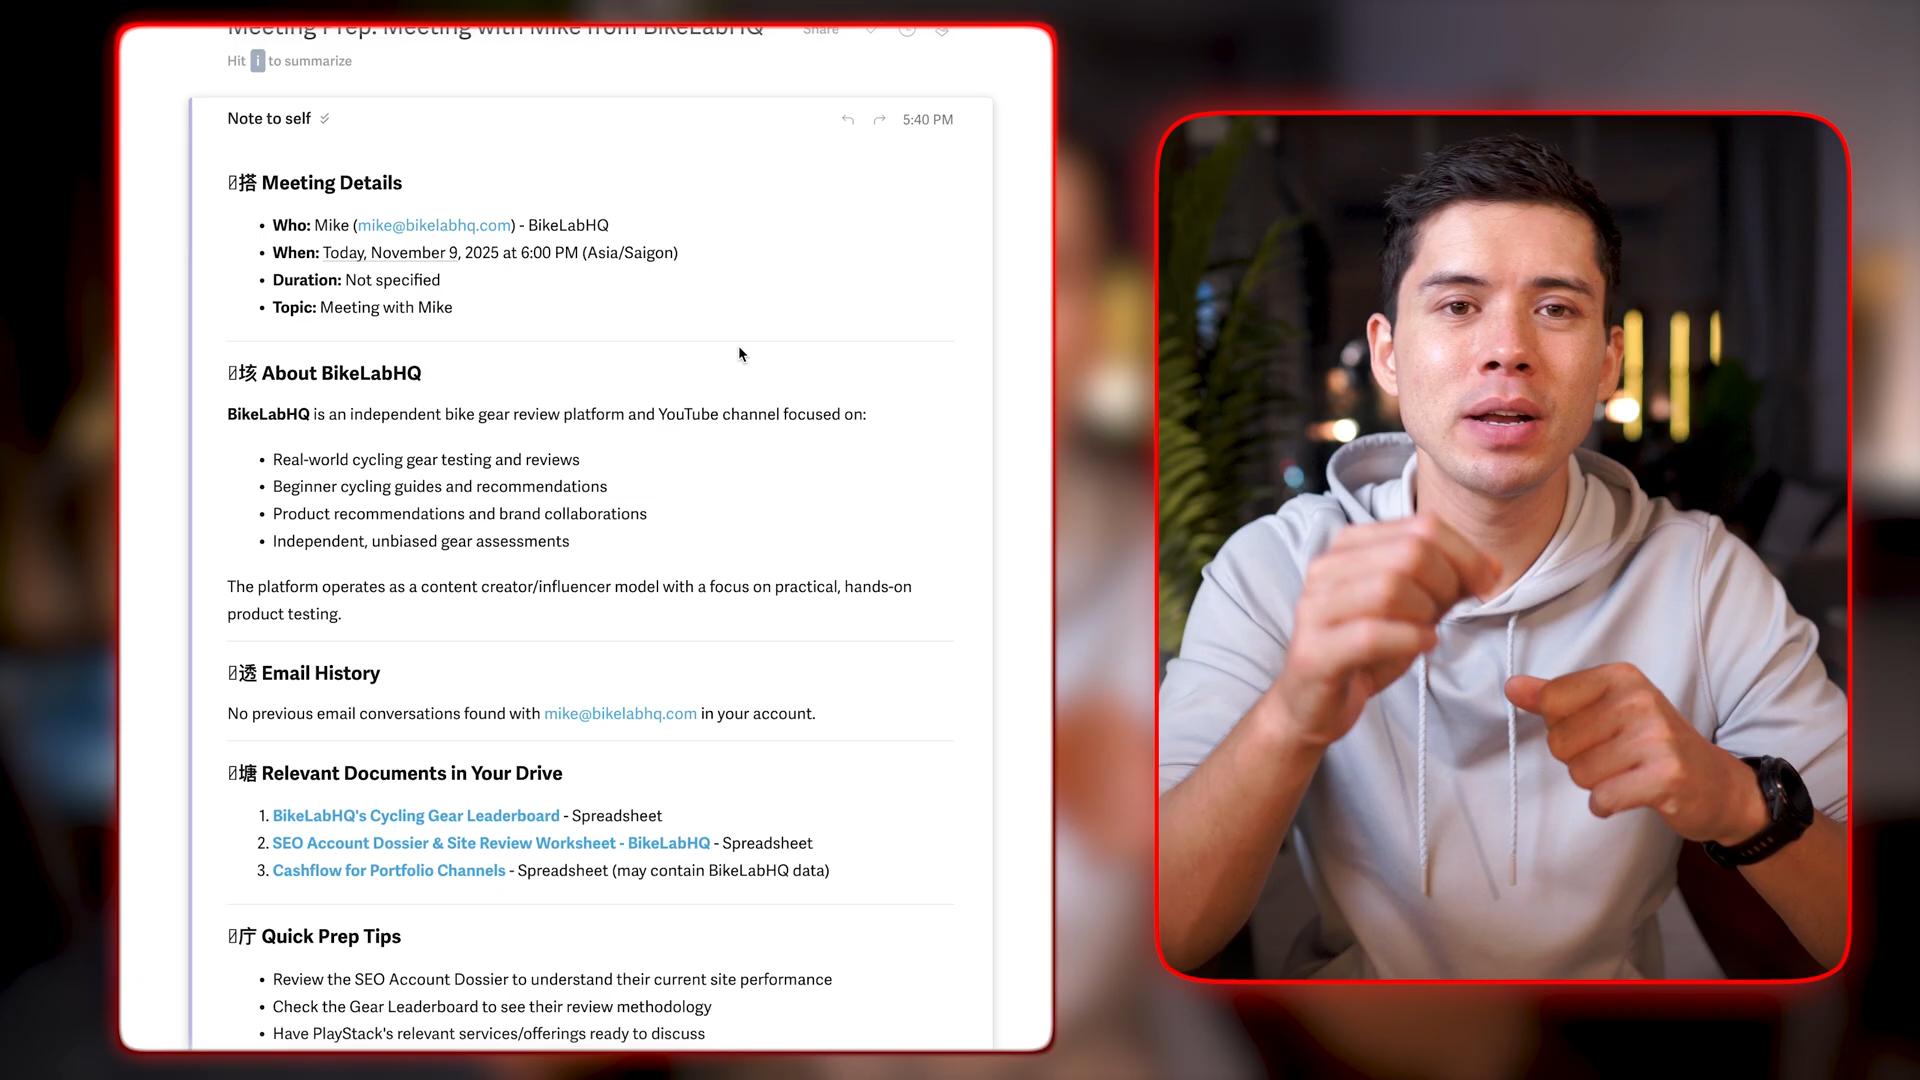 Meeting Prep: Meeting with Mike from BikeLabHQ Share
Hit i to summarize
Note to self 5:40 PM
搭 Meeting Details
• Who: Mike (mike@bikelabhq.com) - BikeLabHQ
• When: Today, November 9, 2025 at 6:00 PM (Asia/Saigon)
• Duration: Not specified
• Topic: Meeting with Mike
垓 About BikeLabHQ
BikeLabHQ is an independent bike gear review platform and YouTube channel focused on:
• Real-world cycling gear testing and reviews
• Beginner cycling guides and recommendations
• Product recommendations and brand collaborations
• Independent, unbiased gear assessments
The platform operates as a content creator/influencer model with a focus on practical, hands-on
product testing.
透 Email History
No previous email conversations found with mike@bikelabhq.com in your account.
塘 Relevant Documents in Your Drive
1. BikeLabHQ's Cycling Gear Leaderboard - Spreadsheet
2. SEO Account Dossier & Site Review Worksheet - BikeLabHQ - Spreadsheet
3. Cashflow for Portfolio Channels - Spreadsheet (may contain BikeLabHQ data)
庁 Quick Prep Tips
• Review the SEO Account Dossier to understand their current site performance
• Check the Gear Leaderboard to see their review methodology
• Have PlayStack's relevant services/offerings ready to discuss